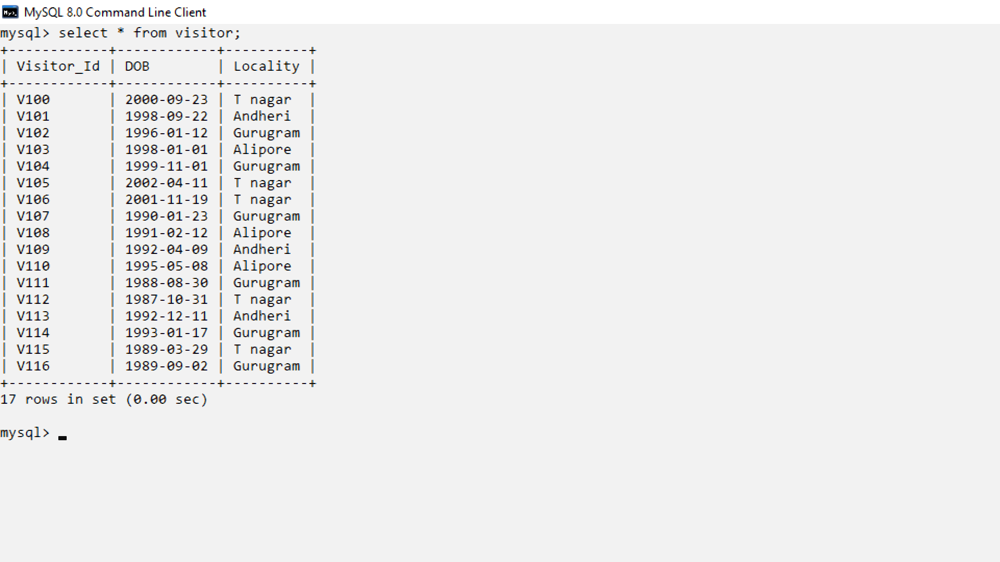 MySQL 8.0 Command Line Client
mysql> select * from visitor;
+------------+------------+----------+
| Visitor_Id | DOB        | Locality |
+------------+------------+----------+
| V100       | 2000-09-23 | T nagar  |
| V101       | 1998-09-22 | Andheri  |
| V102       | 1996-01-12 | Gurugram |
| V103       | 1998-01-01 | Alipore  |
| V104       | 1999-11-01 | Gurugram |
| V105       | 2002-04-11 | T nagar  |
| V106       | 2001-11-19 | T nagar  |
| V107       | 1990-01-23 | Gurugram |
| V108       | 1991-02-12 | Alipore  |
| V109       | 1992-04-09 | Andheri  |
| V110       | 1995-05-08 | Alipore  |
| V111       | 1988-08-30 | Gurugram |
| V112       | 1987-10-31 | T nagar  |
| V113       | 1992-12-11 | Andheri  |
| V114       | 1993-01-17 | Gurugram |
| V115       | 1989-03-29 | T nagar  |
| V116       | 1989-09-02 | Gurugram |
+------------+------------+----------+
17 rows in set (0.00 sec)
mysql> _